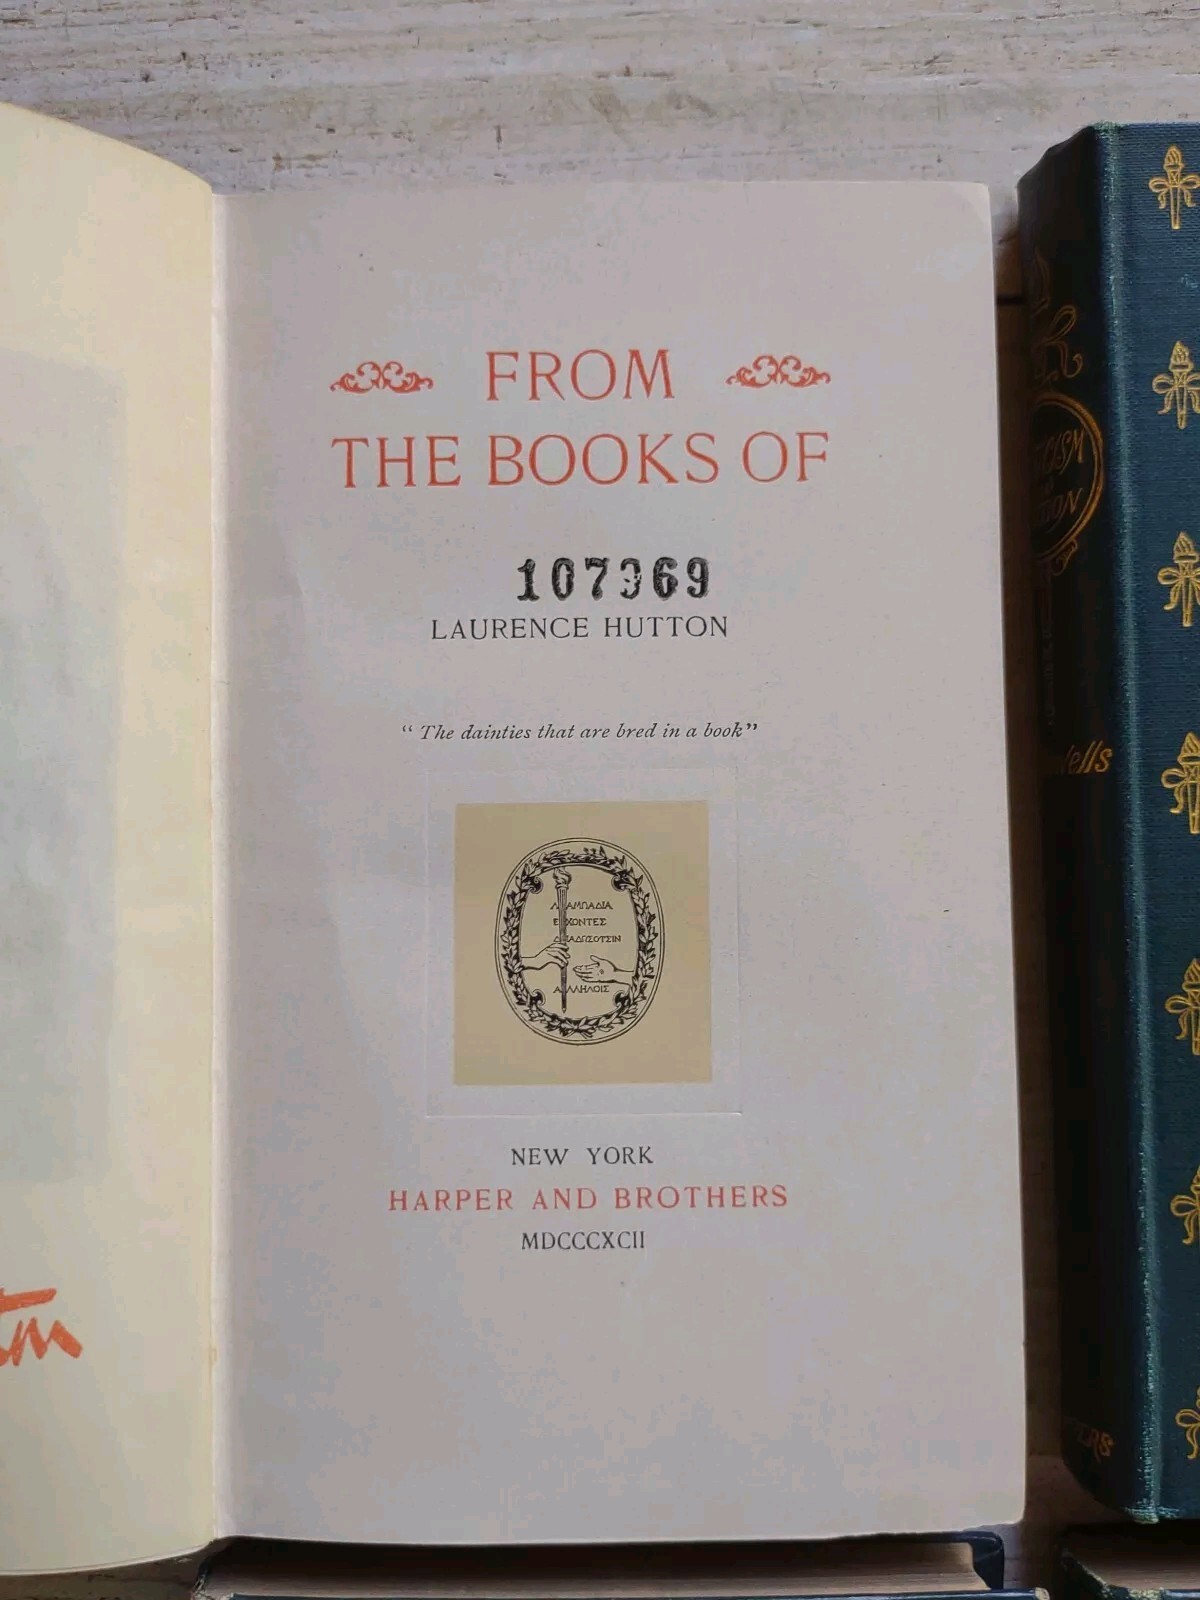 FROM
THE BOOKS OF
107369
LAURENCE HUTTON
“ The dainties that are bred in a book”
ΛΑΜΠΑΔΙΑ
ΕΧΟΝΤΕΣ
ΔΙΑΔΩΣΟΤΣΙΝ
ΑΛΛΗΛΟΙΣ
NEW YORK
HARPER AND BROTHERS
MDCCCXCII